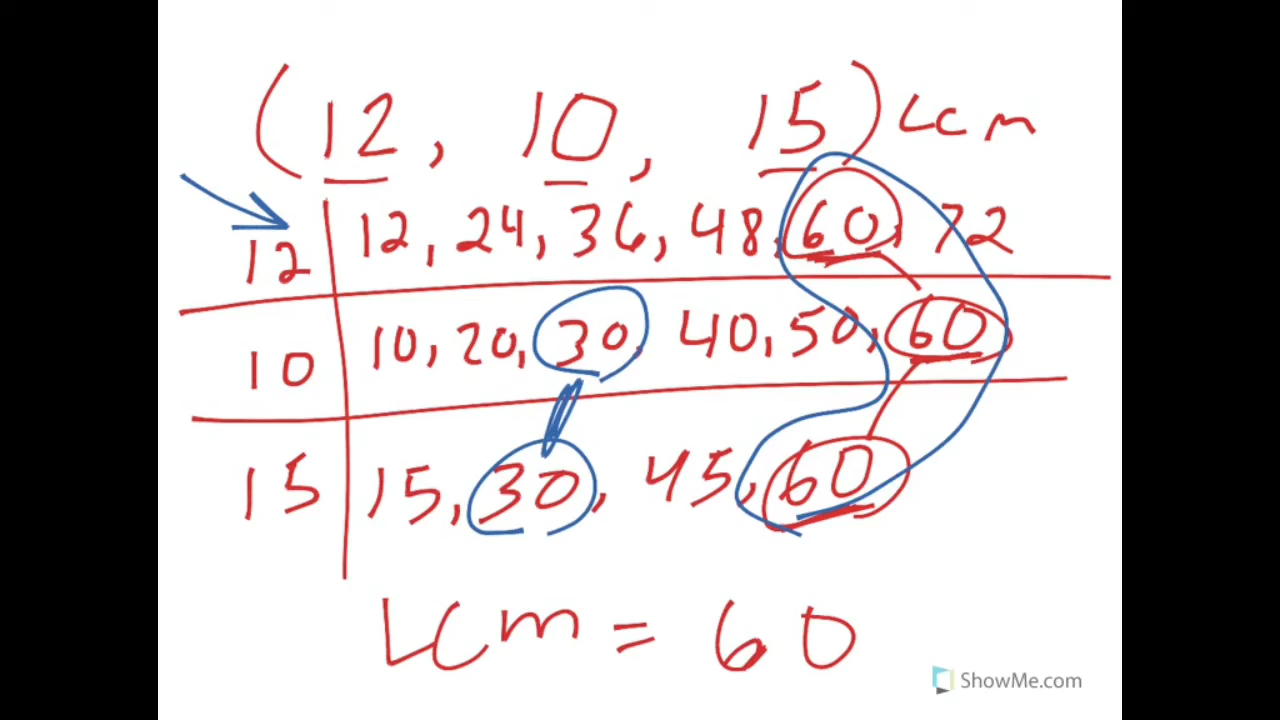 (12, 10, 15) LCM
12 12, 24, 36, 48, 60, 72
10 10, 20, 30, 40, 50, 60
15 15, 30, 45, 60
LCM = 60
ShowMe.com